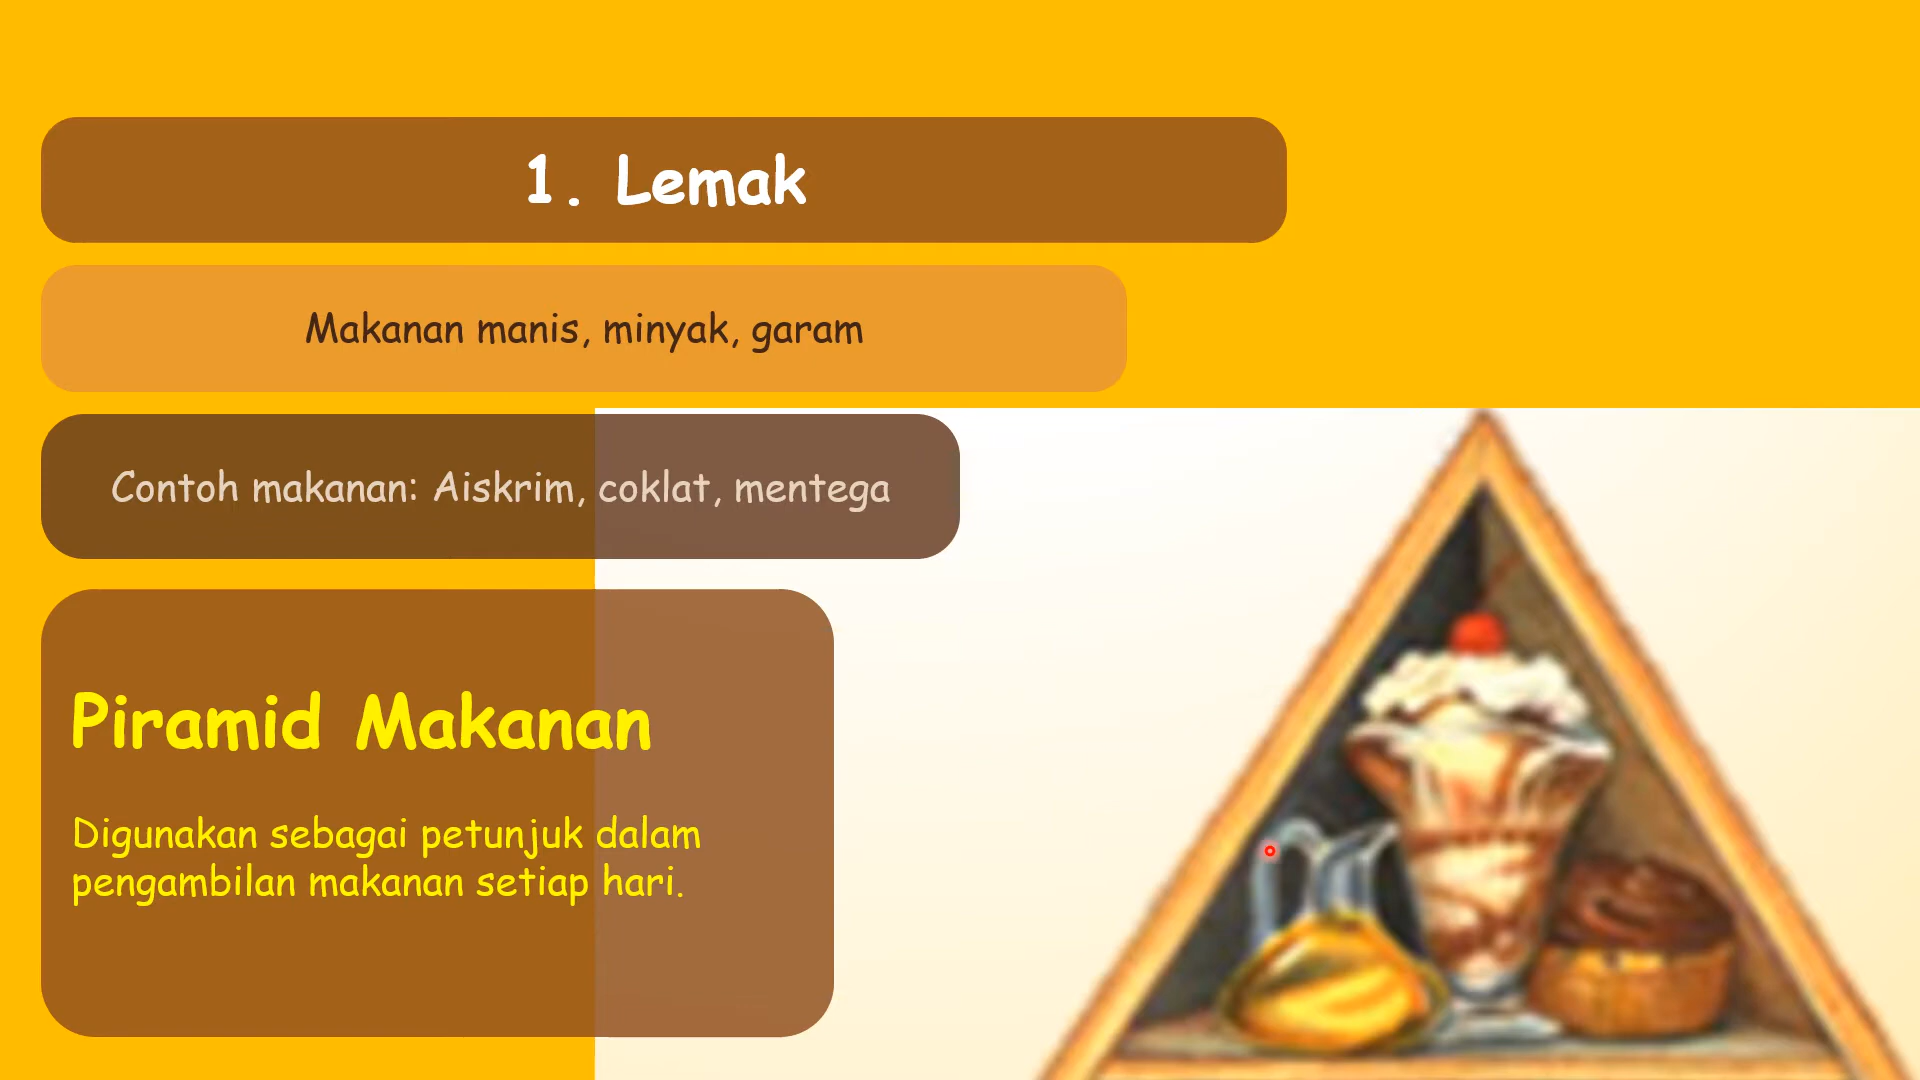 1. Lemak
Makanan manis, minyak, garam
Contoh makanan: Aiskrim, coklat, mentega
Piramid Makanan
Digunakan sebagai petunjuk dalam
pengambilan makanan setiap hari.